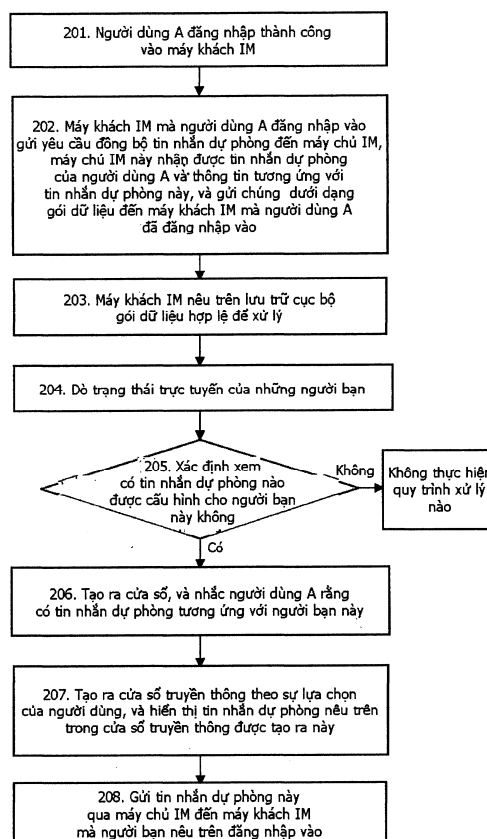 201. Người dùng A đăng nhập thành công
vào máy khách IM
202. Máy khách IM mà người dùng A đăng nhập vào
gửi yêu cầu đồng bộ tin nhắn dự phòng đến máy chủ IM,
máy chủ IM này nhận được tin nhắn dự phòng
của người dùng A và thông tin tương ứng với
tin nhắn dự phòng này, và gửi chúng dưới dạng
gói dữ liệu đến máy khách IM mà người dùng A
đã đăng nhập vào
203. Máy khách IM nêu trên lưu trữ cục bộ
gói dữ liệu hợp lệ để xử lý
204. Dò trạng thái trực tuyến của những người bạn
205. Xác định xem
có tin nhắn dự phòng nào
được cấu hình cho người bạn
này không
Không
Không thực hiện
quy trình xử lý
nào
Có
206. Tạo ra cửa sổ, và nhắc người dùng A rằng
có tin nhắn dự phòng tương ứng với người bạn này
207. Tạo ra cửa sổ truyền thông theo sự lựa chọn
của người dùng, và hiển thị tin nhắn dự phòng nêu trên
trong cửa sổ truyền thông được tạo ra này
208. Gửi tin nhắn dự phòng này
qua máy chủ IM đến máy khách IM
mà người bạn nêu trên đăng nhập vào